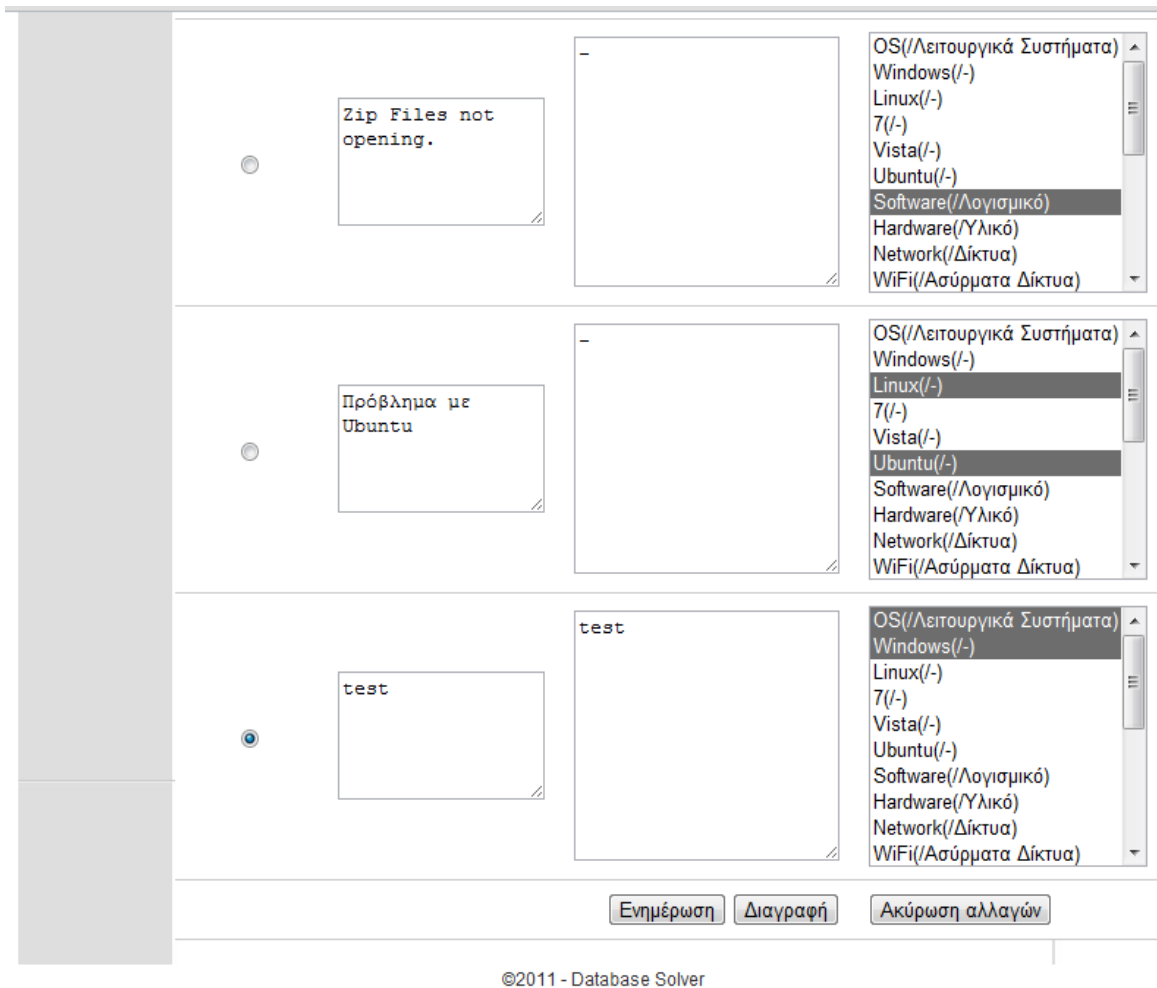 Zip Files not
opening.
_
OS(/Λειτουργικά Συστήματα)
Windows(/-)
Linux(/-)
7(/-)
Vista(/-)
Ubuntu(/-)
Software(/Λογισμικό)
Hardware(/Υλικό)
Network(/Δίκτυα)
WiFi(/Ασύρματα Δίκτυα)
Πρόβλημα με
Ubuntu
_
OS(/Λειτουργικά Συστήματα)
Windows(/-)
Linux(/-)
7(/-)
Vista(/-)
Ubuntu(/-)
Software(/Λογισμικό)
Hardware(/Υλικό)
Network(/Δίκτυα)
WiFi(/Ασύρματα Δίκτυα)
test
test
OS(/Λειτουργικά Συστήματα)
Windows(/-)
Linux(/-)
7(/-)
Vista(/-)
Ubuntu(/-)
Software(/Λογισμικό)
Hardware(/Υλικό)
Network(/Δίκτυα)
WiFi(/Ασύρματα Δίκτυα)
Ενημέρωση Διαγραφή Ακύρωση αλλαγών
©2011 - Database Solver